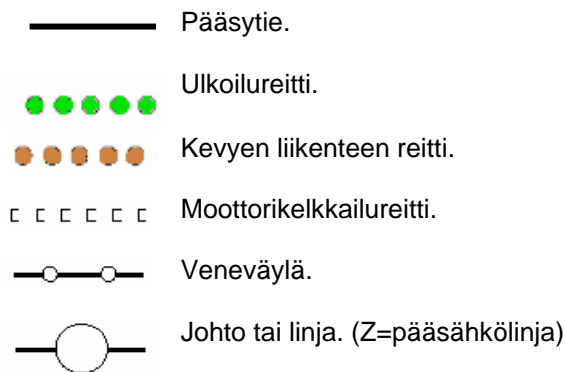 Pääsytie.
Ulkoilureitti.
Kevyen liikenteen reitti.
Moottorikelkkailureitti.
Veneväylä.
Johto tai linja. (Z=pääsähkölinja)